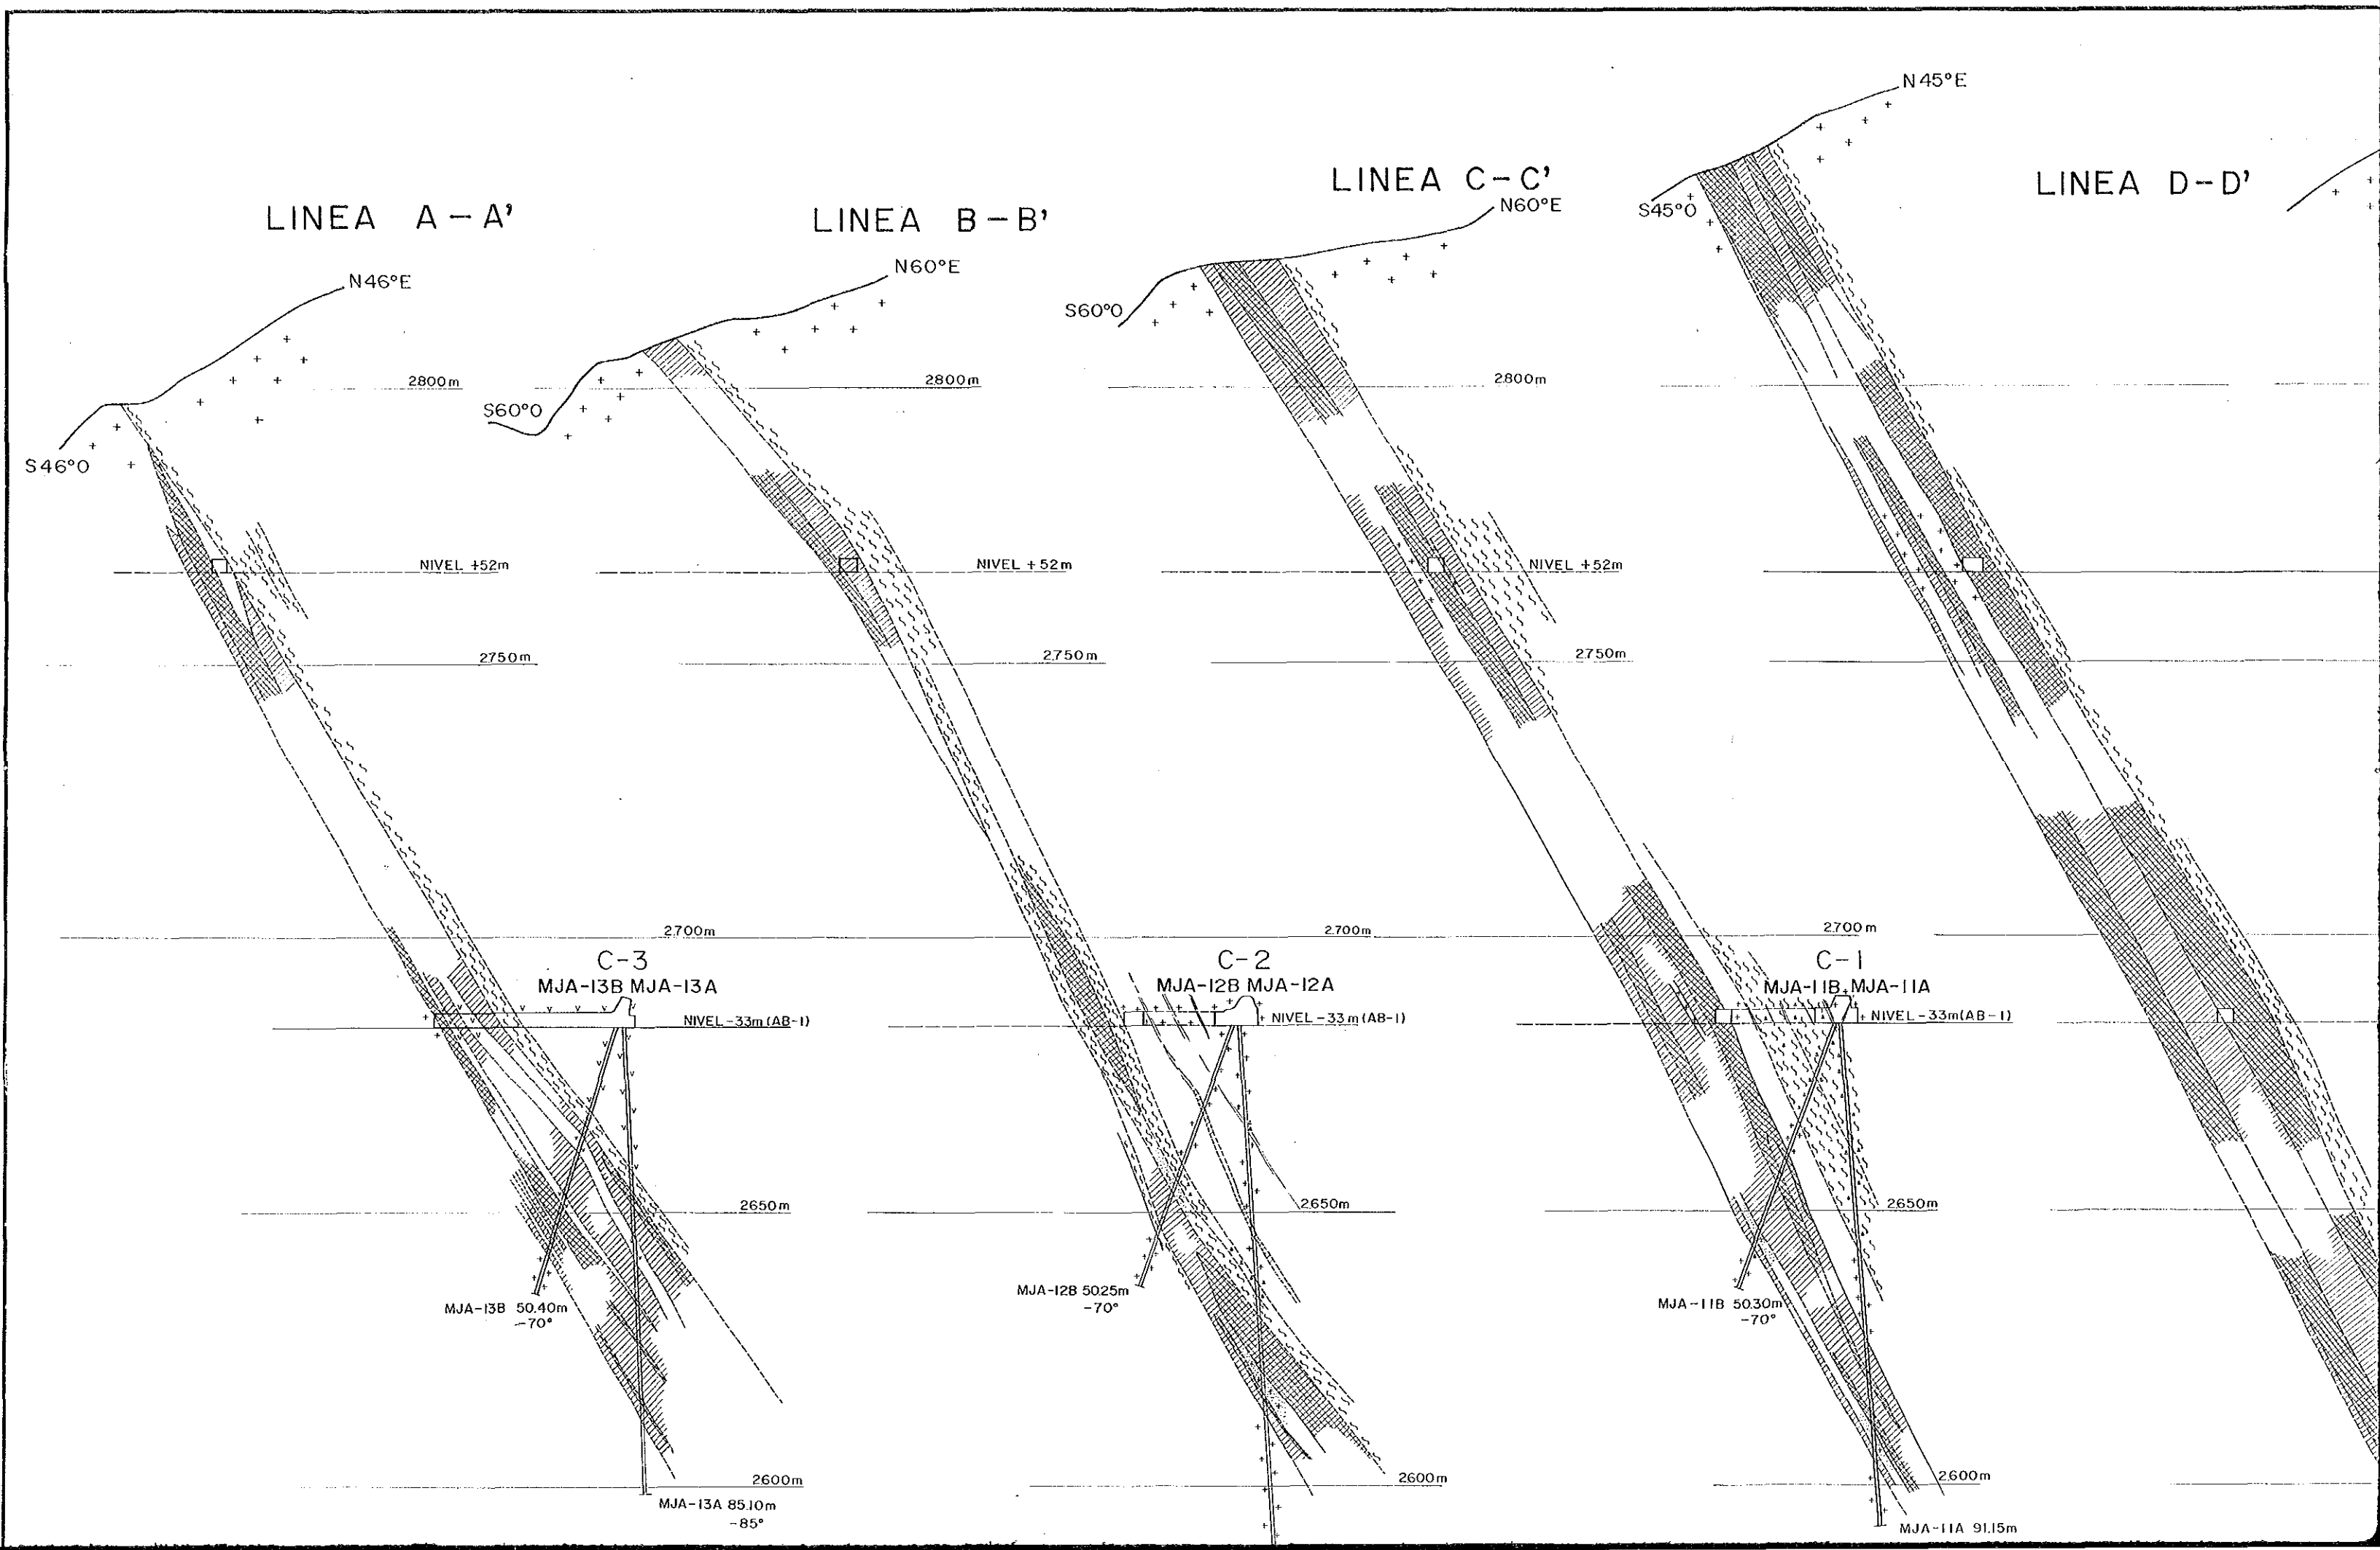 LINEA A-A'
N46°E
S46°O
2800m
NIVEL +52m
2750m
2700m
C-3
MJA-13B MJA-13A
NIVEL-33m(AB-1)
2650m
MJA-13B 50.40m
-70°
2600m
MJA-13A 85.10m
-85°
LINEA B-B'
N60°E
S60°O
2800m
NIVEL +52m
2750m
2700m
C-2
MJA-12B MJA-12A
NIVEL-33m(AB-1)
2650m
MJA-12B 50.25m
-70°
2600m
LINEA C-C'
N60°E
S60°O
2800m
NIVEL +52m
2750m
2700m
C-1
MJA-11B MJA-11A
NIVEL-33m(AB-1)
2650m
MJA-11B 50.30m
-70°
2600m
MJA-11A 91.15m
LINEA D-D'
N45°E
S45°O